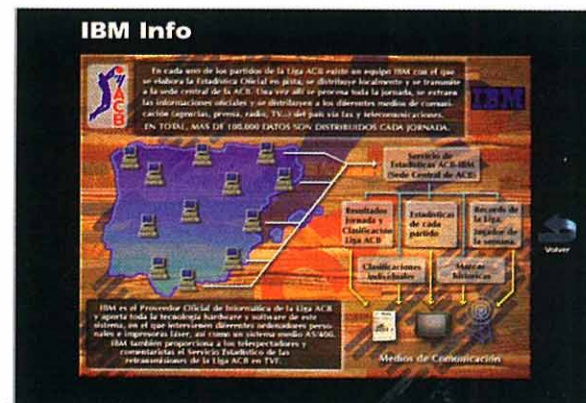 IBM Info
ACB
En cada uno de los partidos de la Liga ACB existe un equipo IBM con el que
se elabora la Estadística Oficial en pista, se distribuye localmente y se transmite
a la sede central de la ACB. Una vez allí se procesa toda la jornada, se extraen
las informaciones oficiales y se distribuyen a los diferentes medios de comuni-
cación (agencias, prensa, radio, TV...) del país vía fax y telecomunicaciones.
EN TOTAL, MAS DE 100.000 DATOS SON DISTRIBUIDOS CADA JORNADA.
IBM
Servicio de
Estadísticas ACB-IBM
(Sede Central de ACB)
Resultados
Jornada y
Clasificación
Liga ACB
Estadísticas
de cada
partido
Records de
la Liga.
Jugador de
la semana.
Volver
Clasificaciones
individuales
Marcas
históricas
IBM es el Proveedor Oficial de Informática de la Liga ACB
y aporta toda la tecnología hardware y software de este
sistema, en el que intervienen diferentes ordenadores perso-
nales e impresoras láser, así como un sistema medio AS/400.
IBM también proporciona a los telespectadores y
comentaristas el Servicio Estadístico de las
retransmisiones de la Liga ACB en TVE.
Medios de Comunicación